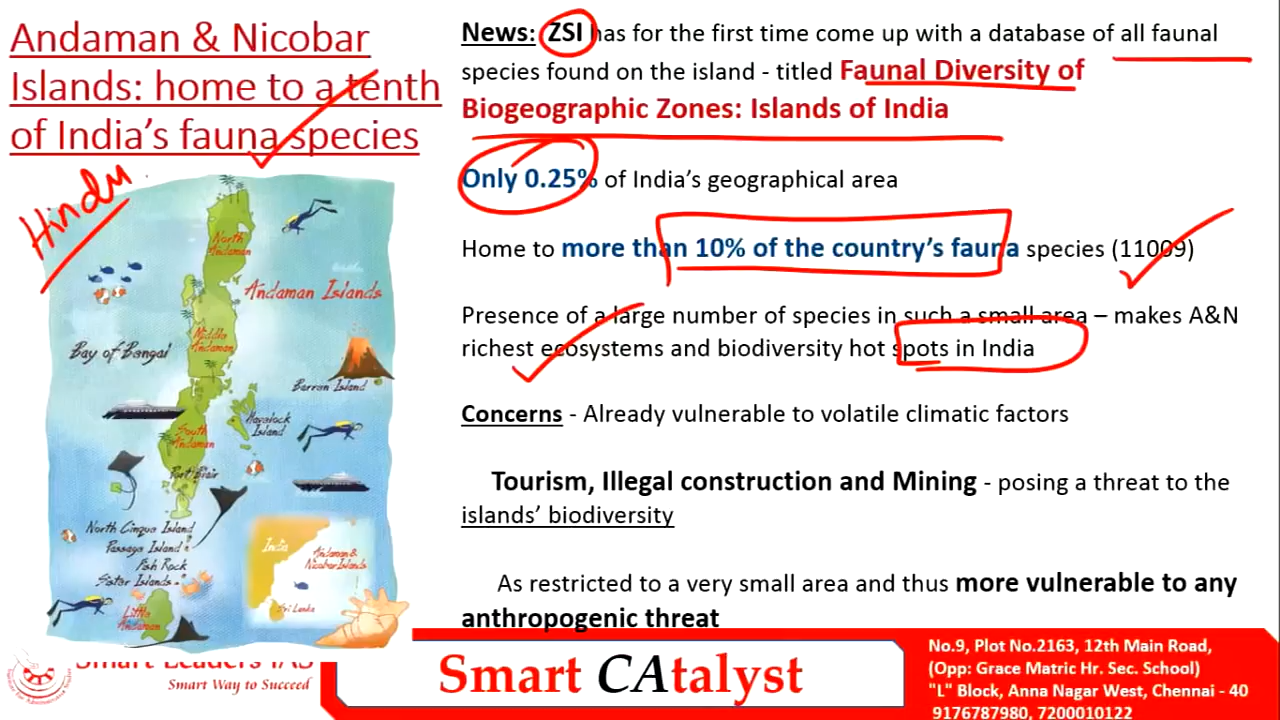 Andaman & Nicobar
Islands: home to a tenth
of India's fauna species
Hindu
North
Andaman
Andaman Islands
Middle
Andaman
Bay of Bangal
Barran Island
Havalock
Island
South
Andaman
Port Blair
North Cinque Island
Passage Island
Fish Rock
Sister Islands
Little
Andaman
India
Andaman &
Nicobar Islands
Sri Lanka
News: ZSI has for the first time come up with a database of all faunal
species found on the island - titled Faunal Diversity of
Biogeographic Zones: Islands of India
Only 0.25% of India's geographical area
Home to more than 10% of the country's fauna species (11009)
Presence of a large number of species in such a small area – makes A&N
richest ecosystems and biodiversity hot spots in India
Concerns - Already vulnerable to volatile climatic factors
Tourism, Illegal construction and Mining - posing a threat to the
islands' biodiversity
As restricted to a very small area and thus more vulnerable to any
anthropogenic threat
Smart Leaders IAS
Smart Way to Succeed
Smart CAtalyst
No.9, Plot No.2163, 12th Main Road,
(Opp: Grace Matric Hr. Sec. School)
"L" Block, Anna Nagar West, Chennai - 40
9176787980, 7200010122